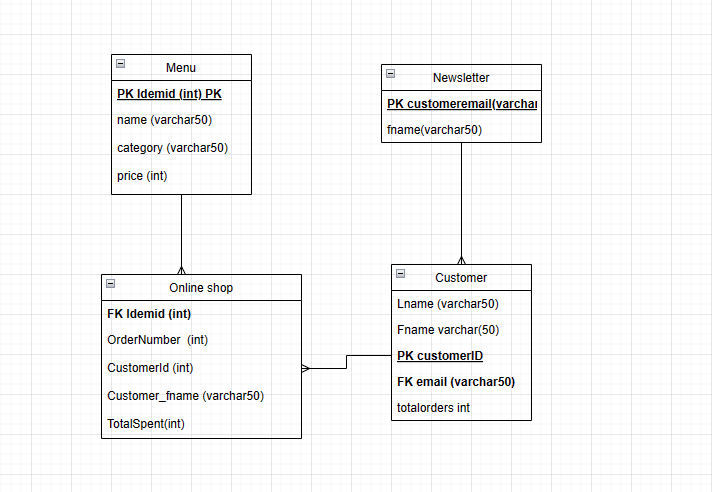 Menu
PK Idemid (int) PK
name (varchar50)
category (varchar50)
price (int)
Newsletter
PK customeremail(varchar
fname(varchar50)
Online shop
FK Idemid (int)
OrderNumber (int)
CustomerId (int)
Customer_fname (varchar50)
TotalSpent(int)
Customer
Lname (varchar50)
Fname varchar(50)
PK customerID
FK email (varchar50)
totalorders int